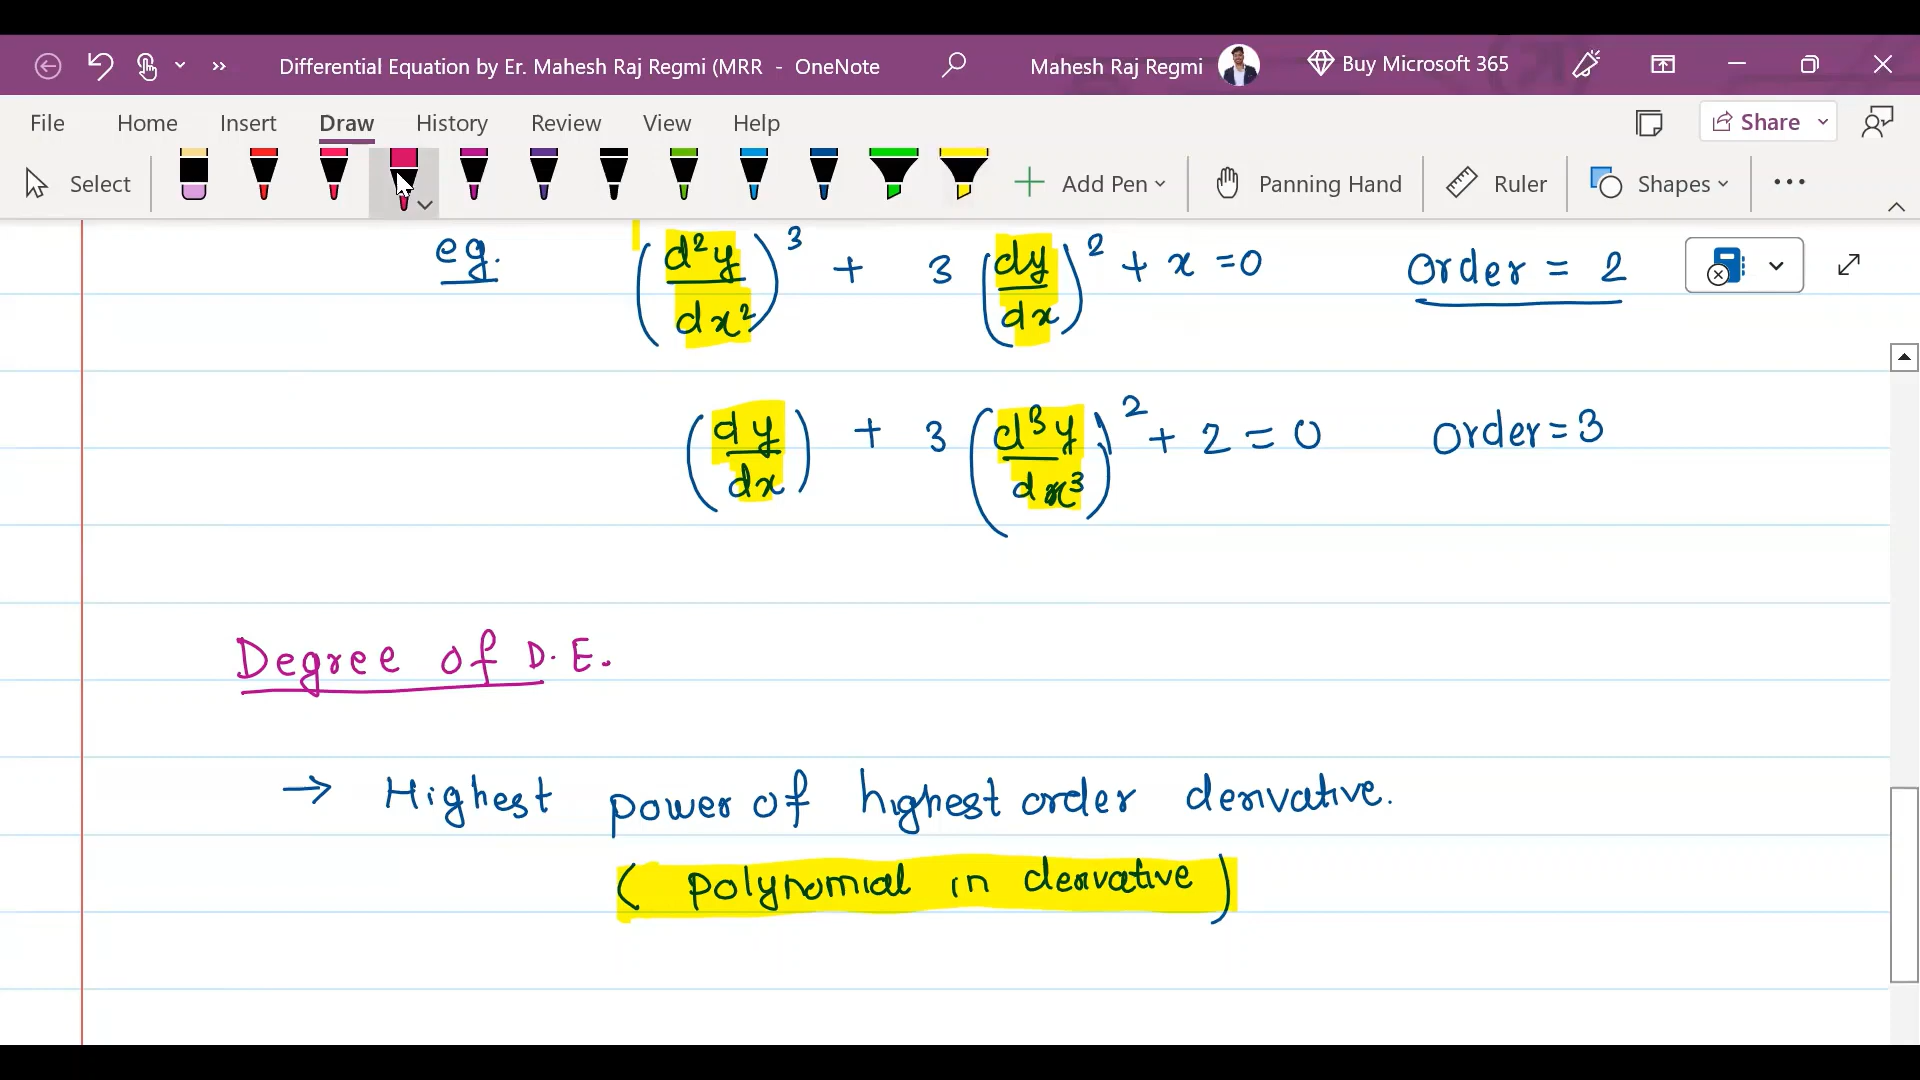 Differential Equation by Er. Mahesh Raj Regmi (MRR - OneNote Mahesh Raj Regmi Buy Microsoft 365
File Home Insert Draw History Review View Help Share
Select Add Pen Panning Hand Ruler Shapes
eg. (d²y/dx²)³ + 3 (dy/dx)² + x = 0 Order = 2
(dy/dx) + 3 (d³y/dx³)² + 2 = 0 Order = 3
Degree of D.E.
→ Highest power of highest order derivative.
( polynomial in derivative )